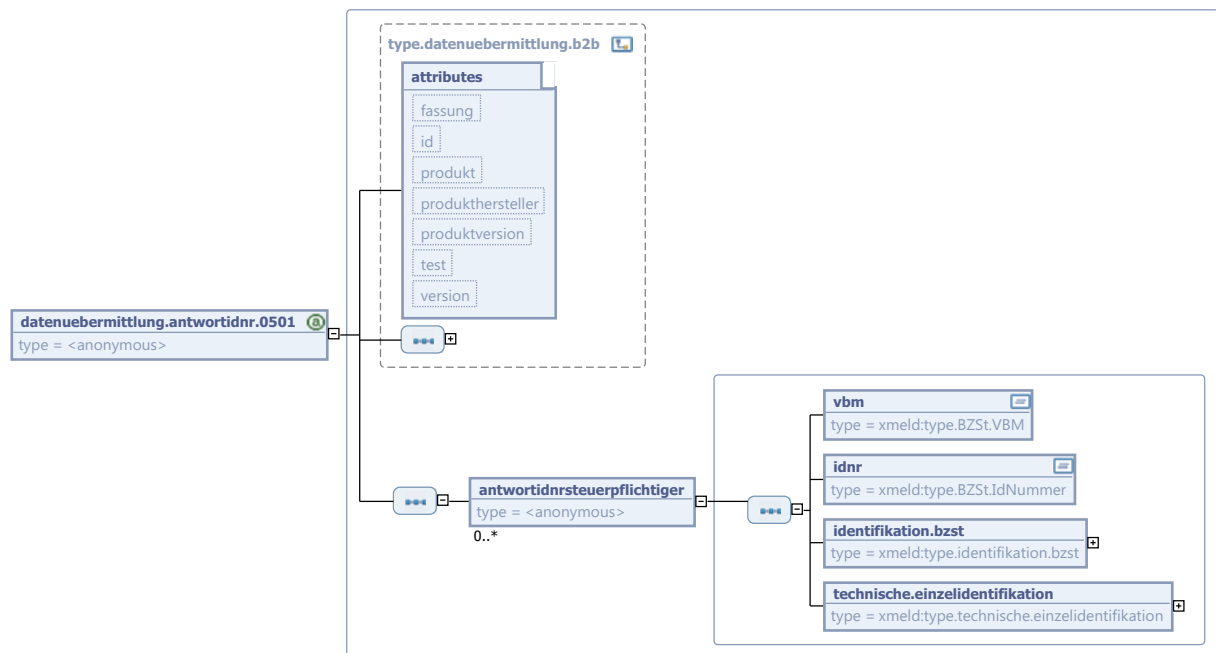 type.datenuebermittlung.b2b
attributes
fassung
id
produkt
produkthersteller
produktversion
test
version
datenuebermittlung.antwortidnr.0501
type = <anonymous>
antwortidnrsteuerpflichtiger
type = <anonymous>
0..*
vbm
type = xmeld:type.BZSt.VBM
idnr
type = xmeld:type.BZSt.IdNummer
identifikation.bzst
type = xmeld:type.identifikation.bzst
technische.einzelidentifikation
type = xmeld:type.technische.einzelidentifikation